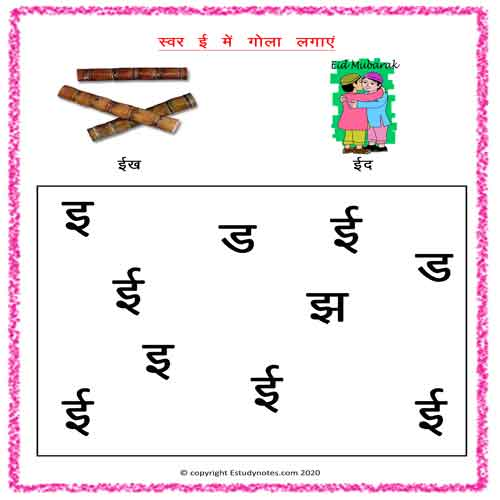 स्वर ई में गोला लगाएं
Eid Mubarak
ईख ईद
इ ड ई ड
ई झ
इ ई
ई ई
© copyright Estudynotes.com 2020